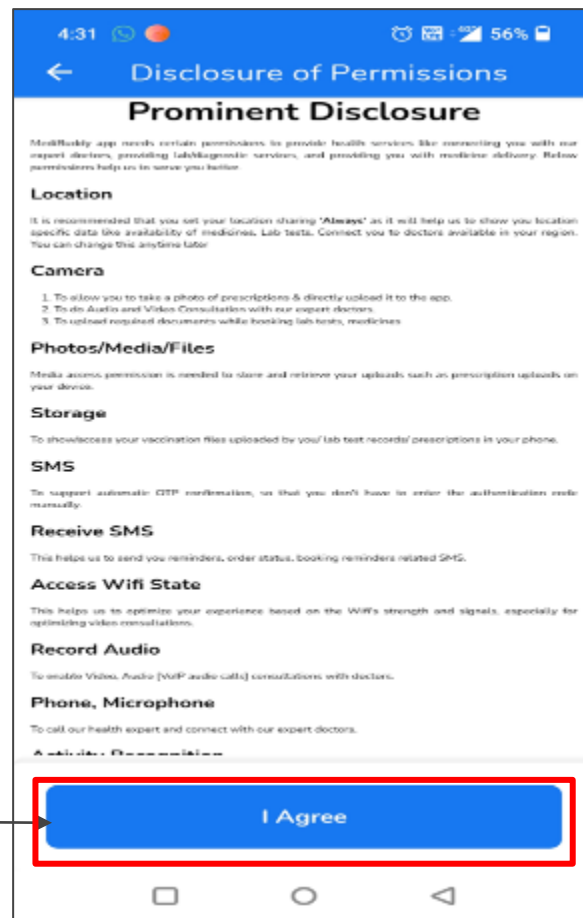 4:31
56%
Disclosure of Permissions
Prominent Disclosure
MediBuddy app needs certain permissions to provide health services like connecting you with our
expert doctors, providing lab/diagnostic services, and providing you with medicine delivery. Below
permissions help us to serve you better.
Location
It is recommended that you set your location sharing 'Always' as it will help us to show you location
specific data like availability of medicines, Lab tests, Connect you to doctors available in your region.
You can change this anytime later
Camera
1. To allow you to take a photo of prescriptions & directly upload it to the app.
2. To do Audio and Video Consultation with our expert doctors.
3. To upload required documents while booking lab tests, medicines
Photos/Media/Files
Media access permission is needed to store and retrieve your uploads such as prescription uploads on
your device.
Storage
To show/access your vaccination files uploaded by you/ lab test records/ prescriptions in your phone.
SMS
To support automatic OTP confirmation, so that you don't have to enter the authentication code
manually.
Receive SMS
This helps us to send you reminders, order status, booking reminders related SMS.
Access Wifi State
This helps us to optimize your experience based on the Wifi's strength and signals, especially for
optimizing video consultations.
Record Audio
To enable Video, Audio [VoIP audio calls] consultations with doctors.
Phone, Microphone
To call our health expert and connect with our expert doctors.
Activity Recognition
I Agree